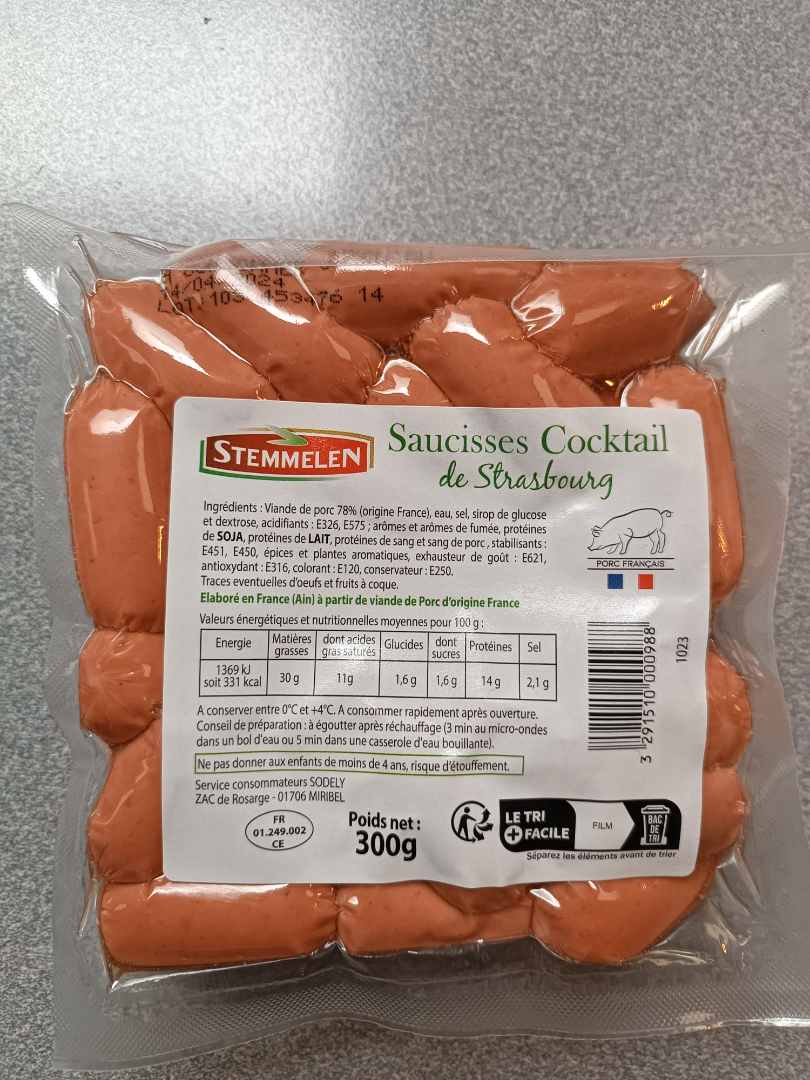 14
STEMMELEN
Saucisses Cocktail
de Strasbourg
Ingrédients : Viande de porc 78% (origine France), eau, sel, sirop de glucose
et dextrose, acidifiants : E326, E575 ; arômes et arômes de fumée, protéines
de SOJA, protéines de LAIT, protéines de sang et sang de porc , stabilisants :
E451, E450, épices et plantes aromatiques, exhausteur de goût : E621,
antioxydant : E316, colorant : E120, conservateur : E250.
Traces eventuelles d'oeufs et fruits à coque.
Elaboré en France (Ain) à partir de viande de Porc d'origine France
PORC FRANÇAIS
Valeurs énergétiques et nutritionnelles moyennes pour 100 g :
Energie Matières grasses dont acides gras saturés Glucides dont sucres Protéines Sel
1369 kJ soit 331 kcal 30 g 11g 1,6 g 1,6 g 14 g 2,1 g
A conserver entre 0°C et +4°C. A consommer rapidement après ouverture.
Conseil de préparation : à égoutter après réchauffage (3 min au micro-ondes
dans un bol d'eau ou 5 min dans une casserole d'eau bouillante).
Ne pas donner aux enfants de moins de 4 ans, risque d'étouffement.
Service consommateurs SODELY
ZAC de Rosarge - 01706 MIRIBEL
3 291510 000988
1023
FR
01.249.002
CE
Poids net :
300g
LE TRI
+ FACILE
FILM
BAC
DE
TRI
Séparez les éléments avant de trier